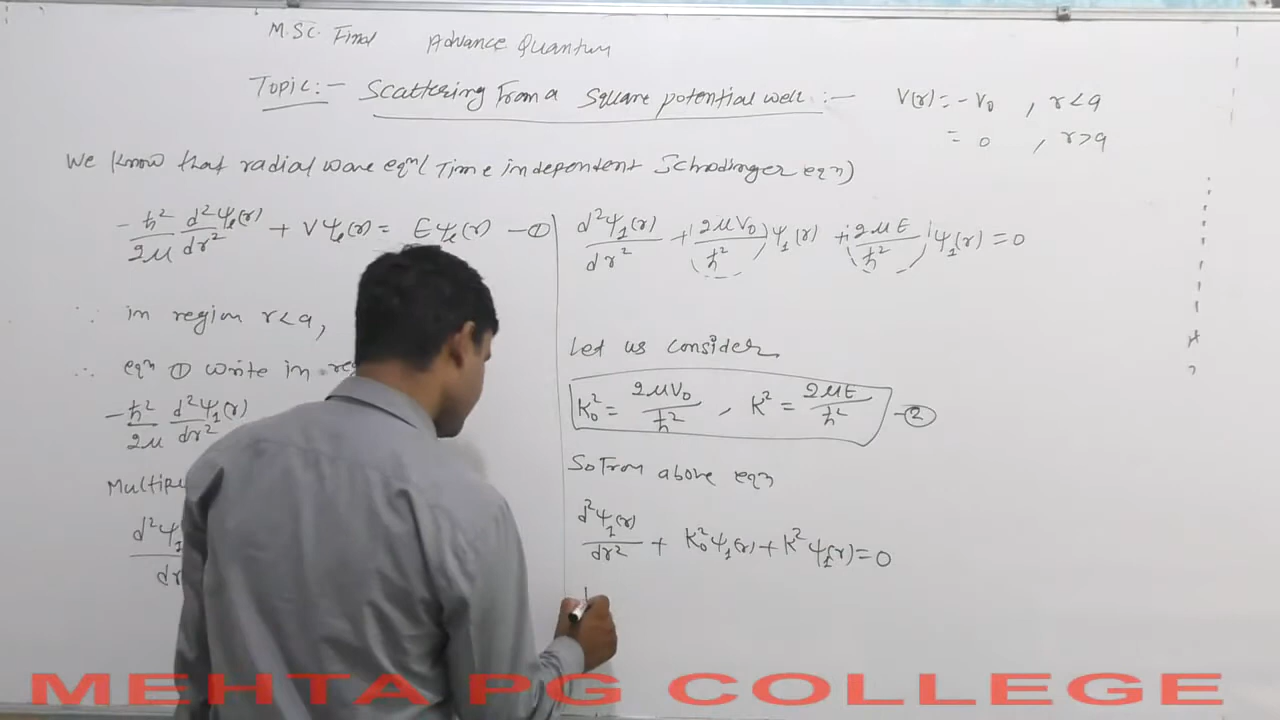 M.Sc. Final Advance Quantum
Topic:- Scattering From a Square potential well :-
V(r) = -V₀ , r<a
= 0 , r>a
We know that radial wave eqⁿ (Time independent Schrodinger eqⁿ)
-ħ²/2μ d²Ψ_ℓ(r)/dr² + VΨ_ℓ(r) = EΨ_ℓ(r) -①
∵ in region r<a,
∴ eqⁿ ① write in
-ħ²/2μ d²Ψ₁(r)/dr²
d²Ψ₁(r)/dr² + (2μV₀/ħ²)Ψ₁(r) + (2μE/ħ²)Ψ₁(r) = 0
Let us consider
K₀² = 2μV₀/ħ² , K² = 2μE/ħ² -②
So From above eqⁿ
d²Ψ₁(r)/dr² + K₀²Ψ₁(r) + K²Ψ₁(r) = 0
MEHTA PG COLLEGE